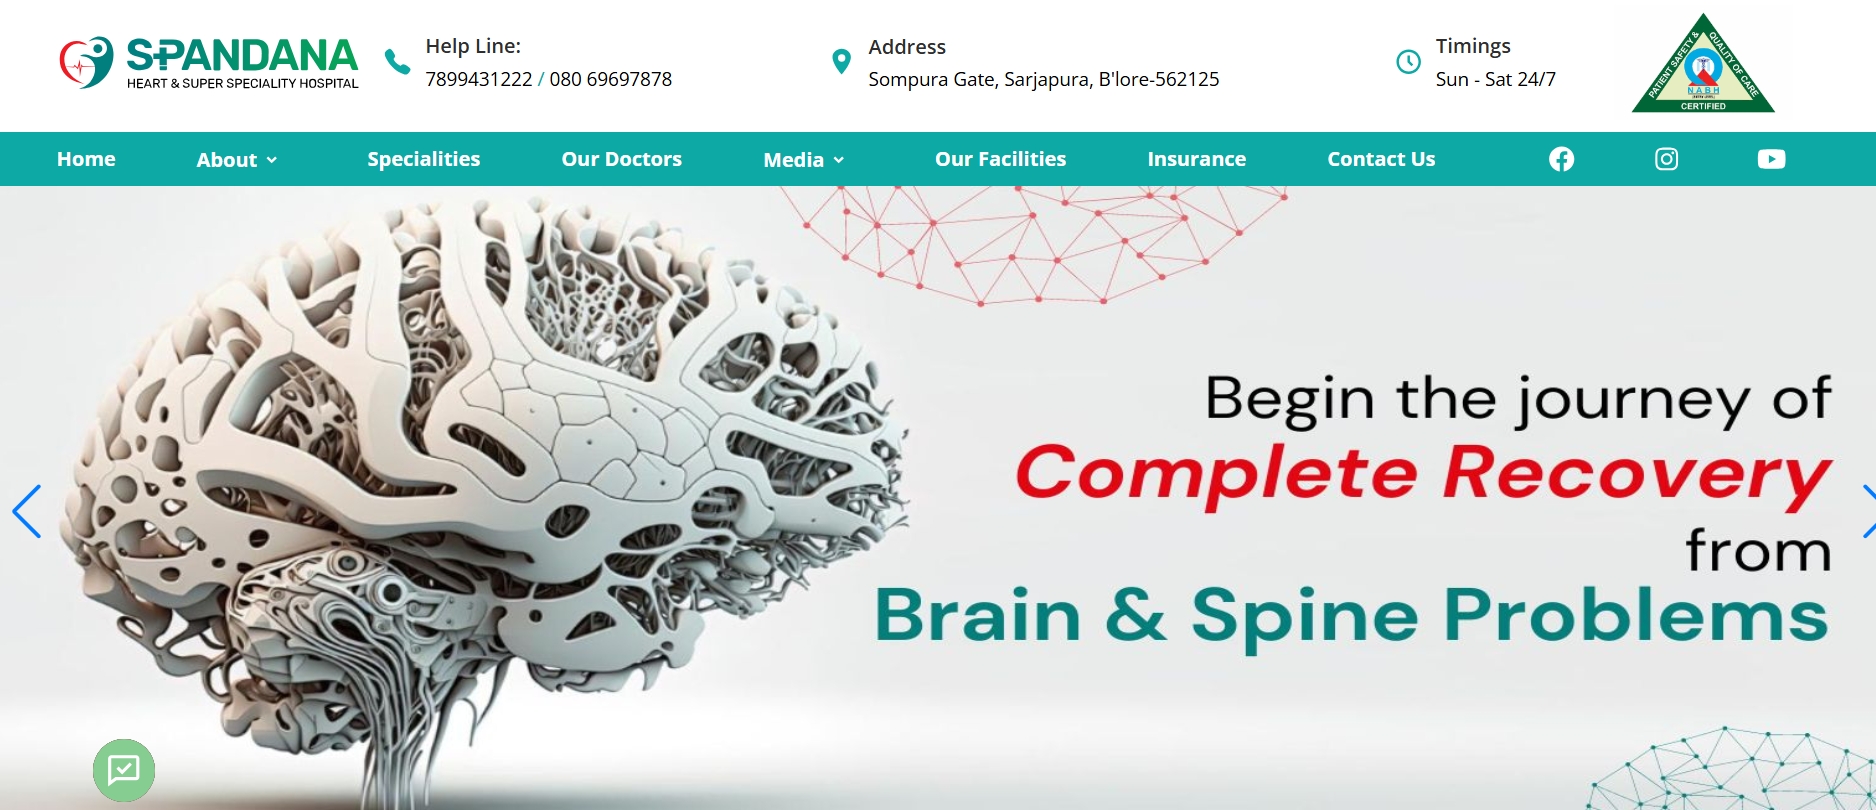 SPANDANA
HEART & SUPER SPECIALITY HOSPITAL
Help Line:
7899431222 / 080 69697878
Address
Sompura Gate, Sarjapura, B'lore-562125
Timings
Sun - Sat 24/7
PATIENT SAFETY & QUALITY OF CARE
NABH
CERTIFIED
Home
About
Specialities
Our Doctors
Media
Our Facilities
Insurance
Contact Us
Begin the journey of
Complete Recovery
from
Brain & Spine Problems